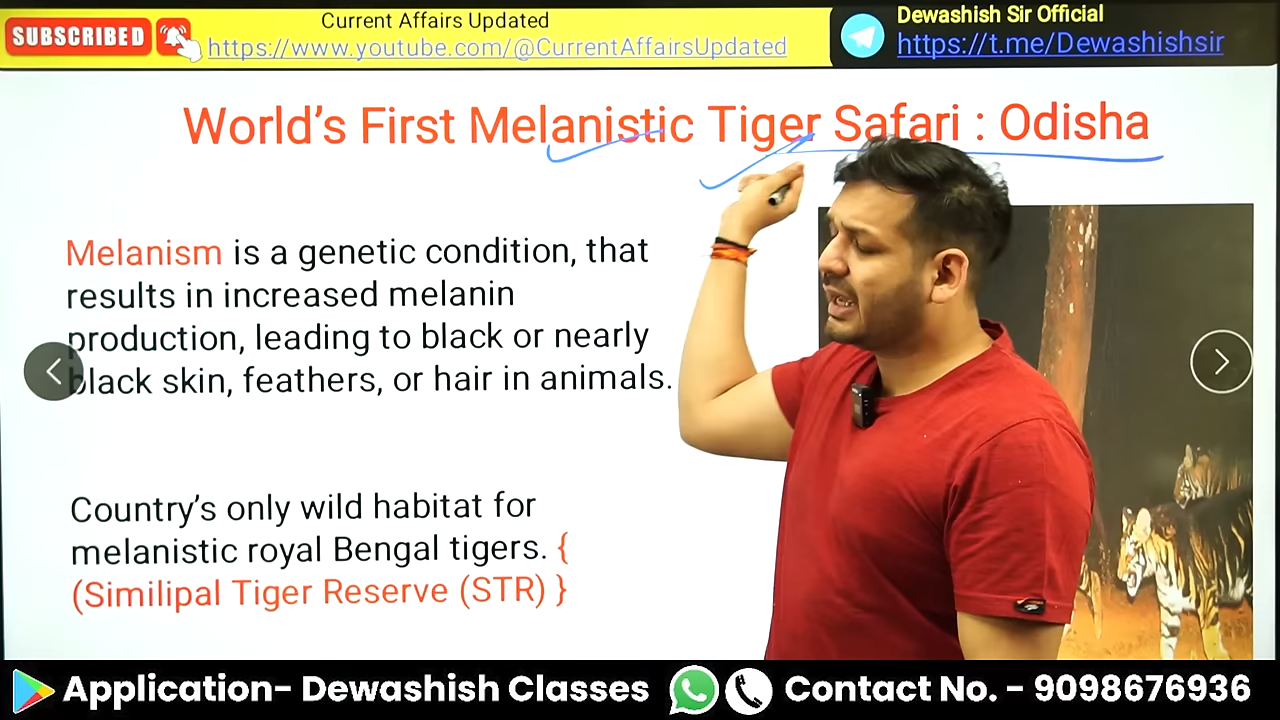 SUBSCRIBED
Current Affairs Updated
https://www.youtube.com/@CurrentAffairsUpdated
Dewashish Sir Official
https://t.me/Dewashishsir
World’s First Melanistic Tiger Safari : Odisha
Melanism is a genetic condition, that
results in increased melanin
production, leading to black or nearly
black skin, feathers, or hair in animals.
Country’s only wild habitat for
melanistic royal Bengal tigers. {
(Similipal Tiger Reserve (STR) }
Application- Dewashish Classes
Contact No. - 9098676936